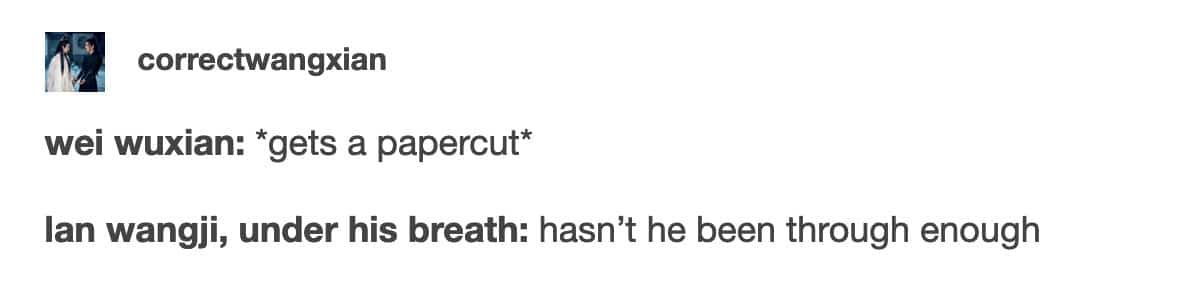 correctwangxian
wei wuxian: *gets a papercut*
lan wangji, under his breath: hasn’t he been through enough